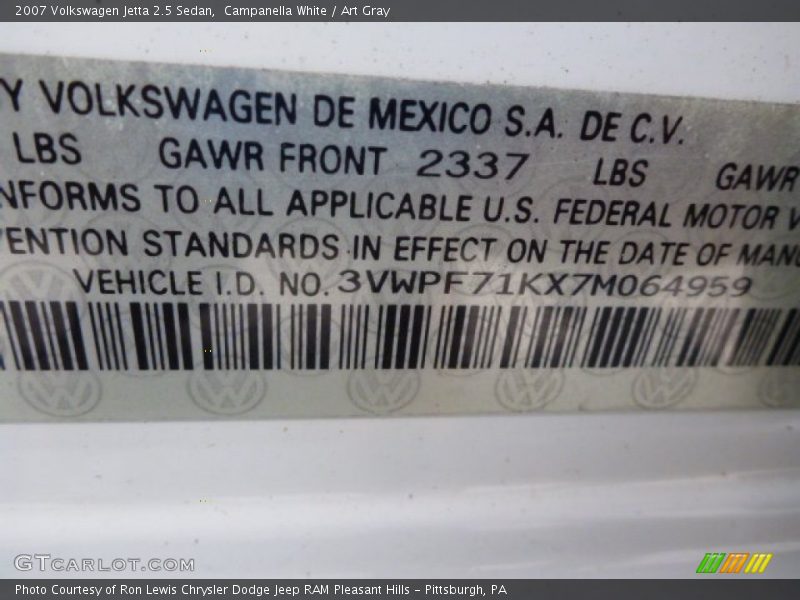 2007 Volkswagen Jetta 2.5 Sedan,  Campanella White / Art Gray
Y VOLKSWAGEN DE MEXICO S.A. DE C.V.
LBS GAWR FRONT 2337 LBS GAWR
NFORMS TO ALL APPLICABLE U.S. FEDERAL MOTOR V
VENTION STANDARDS IN EFFECT ON THE DATE OF MANU
VEHICLE I.D. NO. 3VWPF71KX7M064959
GTCARLOT.COM
Photo Courtesy of Ron Lewis Chrysler Dodge Jeep RAM Pleasant Hills - Pittsburgh, PA